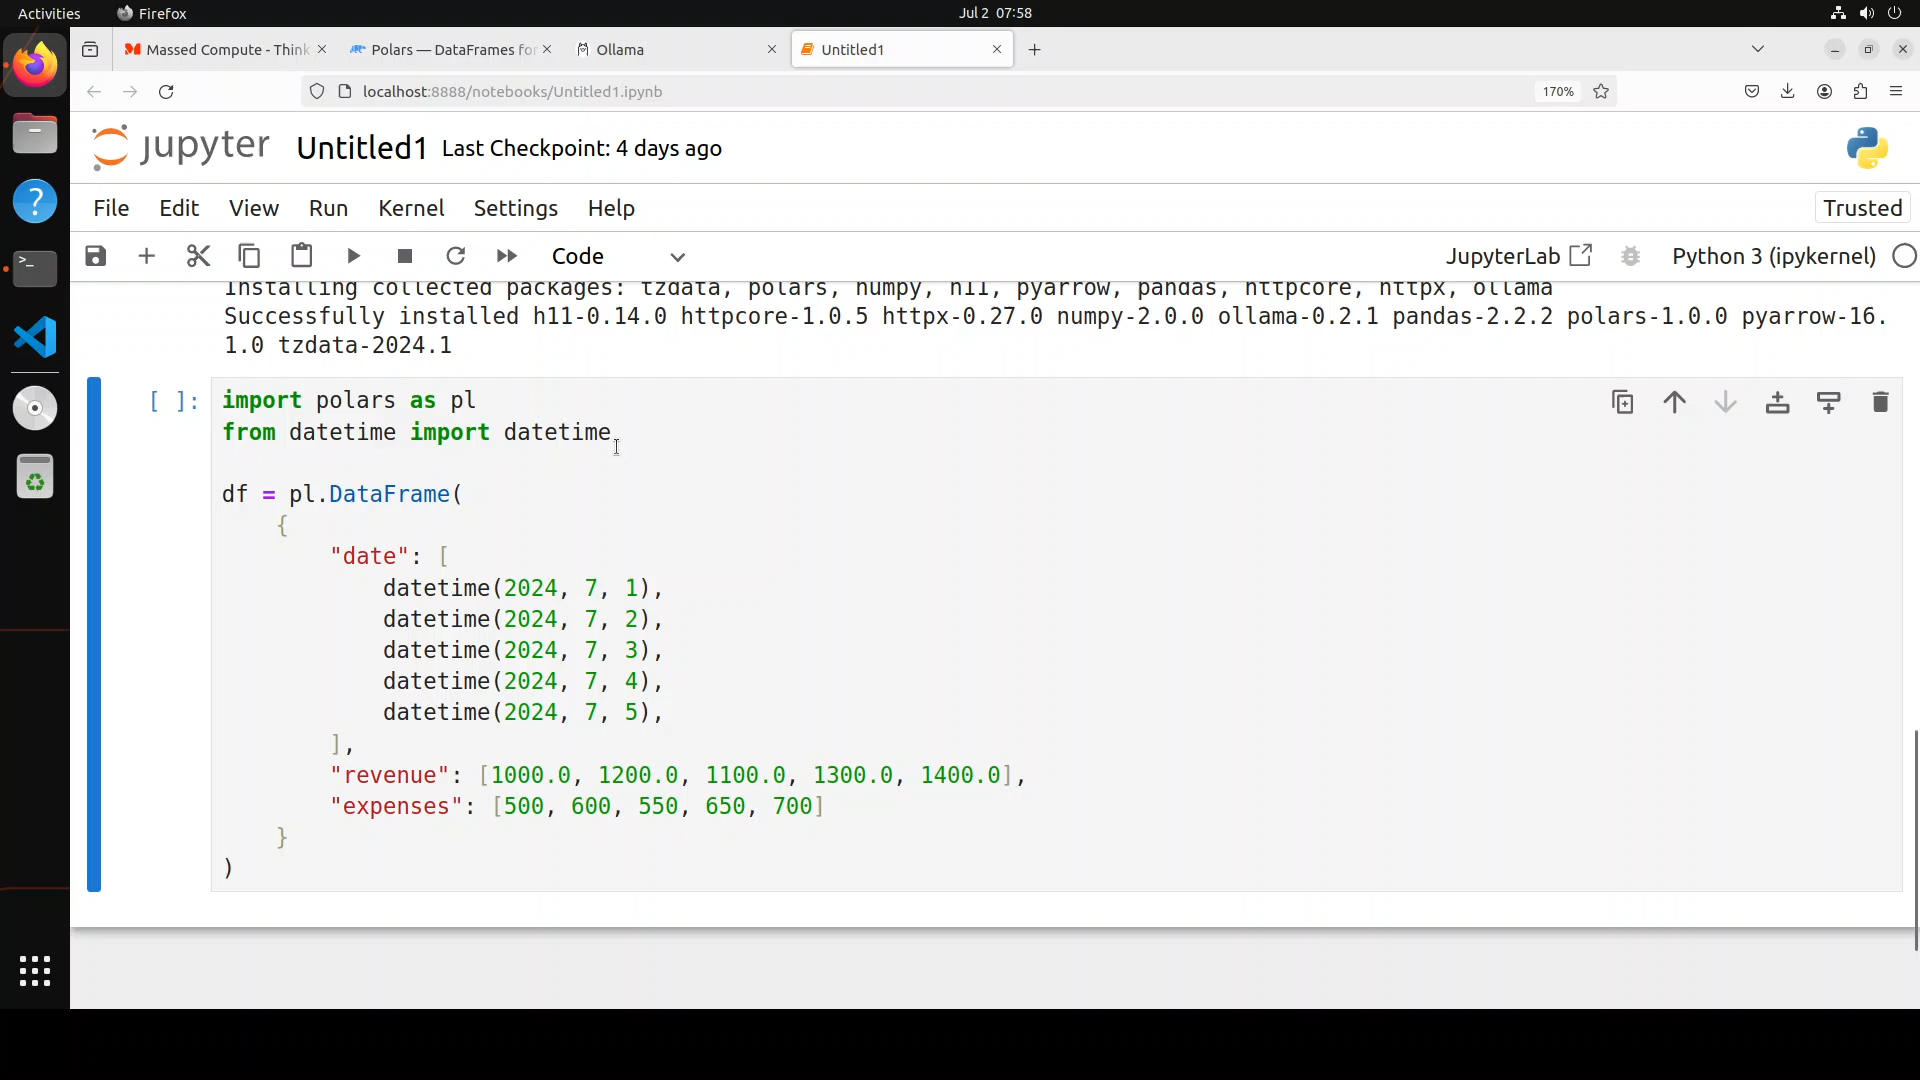 Activities Firefox Jul 2 07:58
Massed Compute - Think Polars — DataFrames for Ollama Untitled1
localhost:8888/notebooks/Untitled1.ipynb 170%
jupyter Untitled1 Last Checkpoint: 4 days ago
File Edit View Run Kernel Settings Help Trusted
Code JupyterLab Python 3 (ipykernel)
Installing collected packages: tzdata, polars, numpy, h11, pyarrow, pandas, httpcore, httpx, ollama
Successfully installed h11-0.14.0 httpcore-1.0.5 httpx-0.27.0 numpy-2.0.0 ollama-0.2.1 pandas-2.2.2 polars-1.0.0 pyarrow-16.
1.0 tzdata-2024.1
[ ]: import polars as pl
from datetime import datetime
df = pl.DataFrame(
{
"date": [
datetime(2024, 7, 1),
datetime(2024, 7, 2),
datetime(2024, 7, 3),
datetime(2024, 7, 4),
datetime(2024, 7, 5),
],
"revenue": [1000.0, 1200.0, 1100.0, 1300.0, 1400.0],
"expenses": [500, 600, 550, 650, 700]
}
)